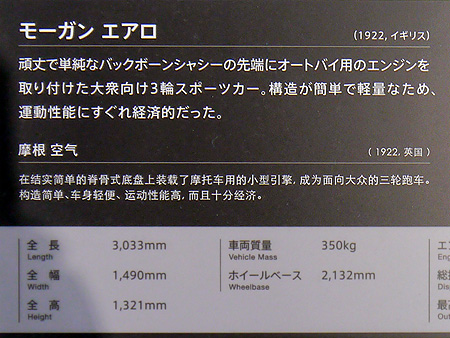 モーガン エアロ (1922, イギリス)
頑丈で単純なバックボーンシャシーの先端にオートバイ用のエンジンを
取り付けた大衆向け3輪スポーツカー。構造が簡単で軽量なため、
運動性能にすぐれ経済的だった。
摩根 空气 ( 1922, 英国 )
在结实简单的脊骨式底盘上装载了摩托车用的小型引擎, 成为面向大众的三轮跑车。
构造简单、车身轻便、运动性能高, 而且十分经济。
全 長 3,033mm 車両質量 350kg エン
Length Vehicle Mass Eng
全 幅 1,490mm ホイールベース 2,132mm 総排
Width Wheelbase Dis
全 高 1,321mm 最高
Height Out